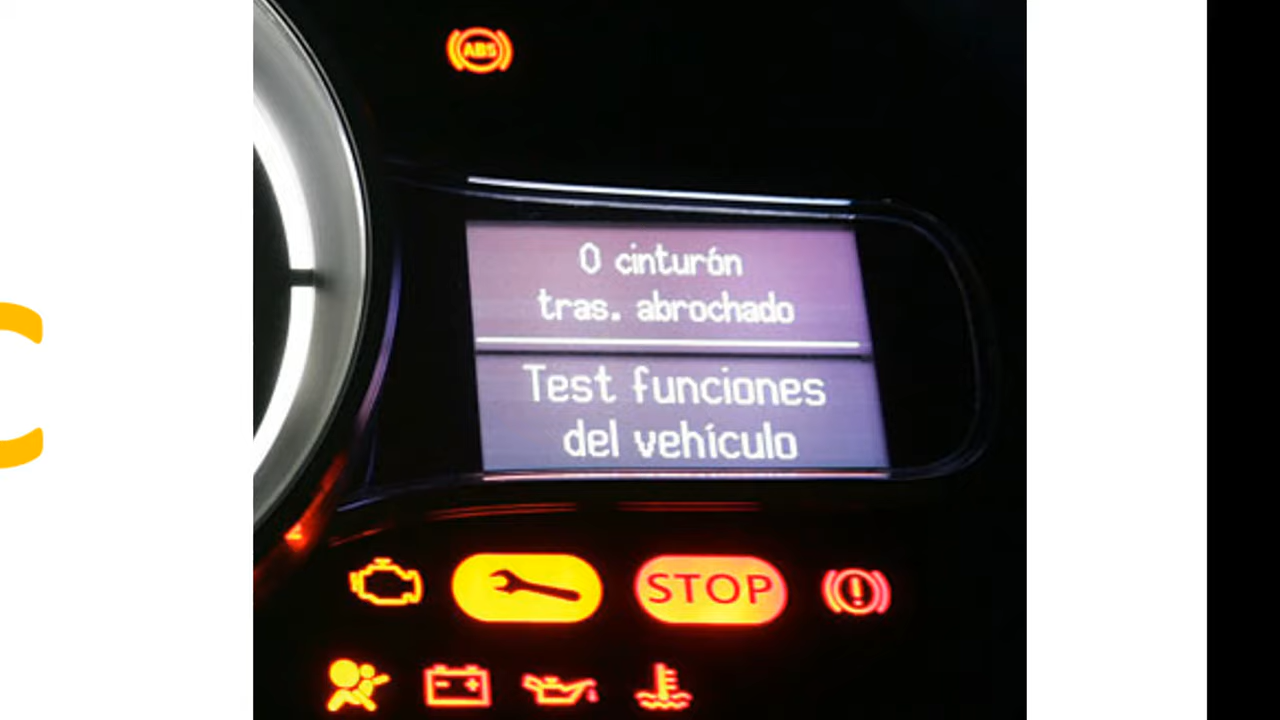 ABS
0 cinturón
tras. abrochado
Test funciones
del vehículo
STOP